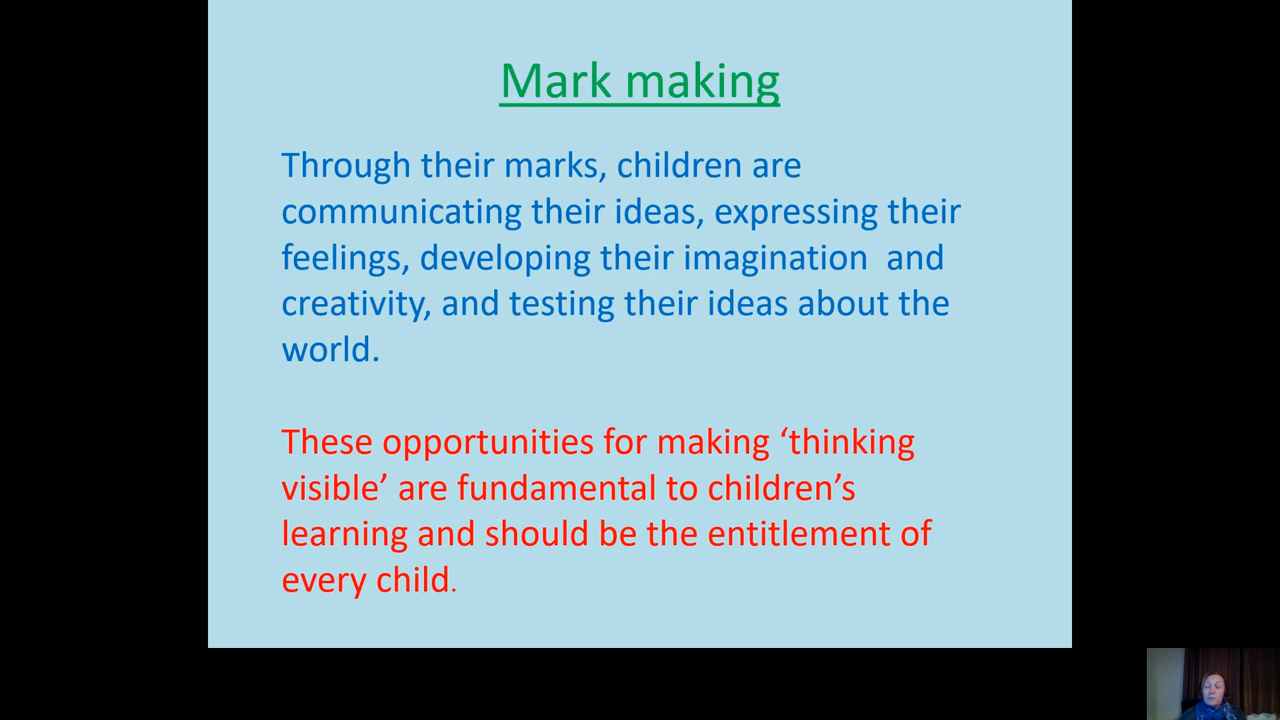 Mark making
Through their marks, children are
communicating their ideas, expressing their
feelings, developing their imagination  and
creativity, and testing their ideas about the
world.
These opportunities for making ‘thinking
visible’ are fundamental to children’s
learning and should be the entitlement of
every child.